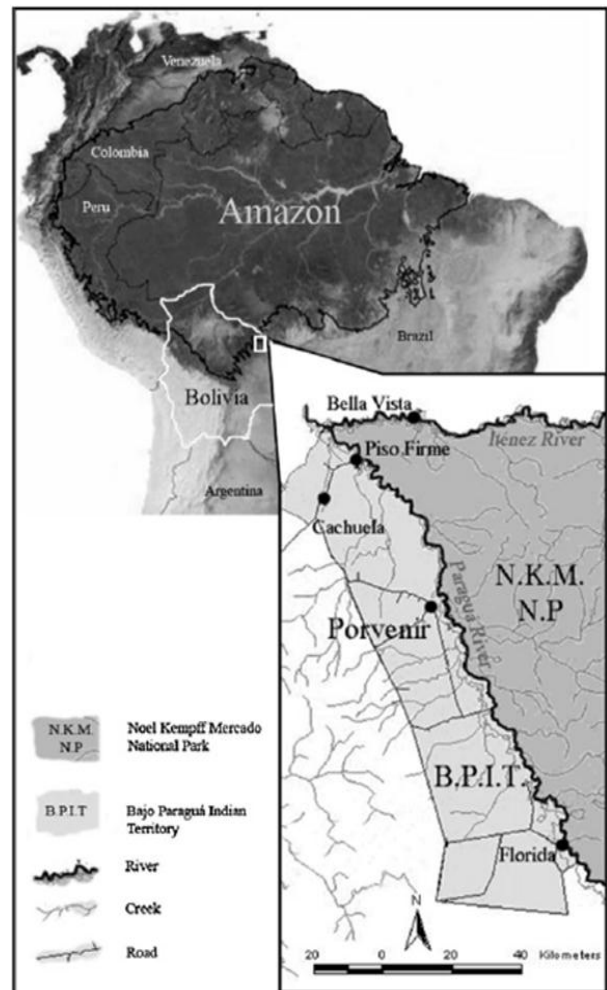 Venezuela
Colombia
Peru
Amazon
Brazil
Bolivia
Argentina
Bella Vista
Iténez River
Piso Firme
Cachuela
N.K.M.
N.P
Paraguá River
Porvenir
B.P.I.T.
Florida
N
20 0 20 40 Kilometers
N.K.M.
N.P
Noel Kempff Mercado
National Park
B.P.I.T
Bajo Paraguá Indian
Territory
River
Creek
Road